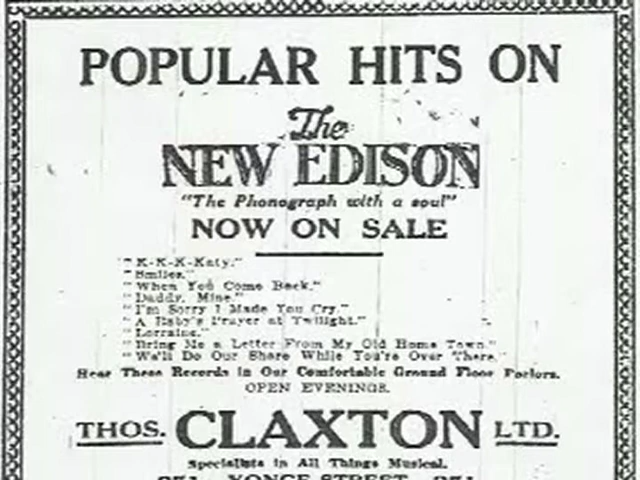 POPULAR HITS ON
The
NEW EDISON
"The Phonograph with a soul"
NOW ON SALE
"K-K-K-Katy."
"Smiles."
"When You Come Back."
"Daddy, Mine."
"I'm Sorry I Made You Cry."
"A Baby's Prayer at Twilight."
"Lorraine."
"Bring Me a Letter From My Old Home Town."
"We'll Do Our Share While You're Over There."
Hear These Records in Our Comfortable Ground Floor Parlors.
OPEN EVENINGS.
THOS. CLAXTON LTD.
Specialists in All Things Musical.
YONGE STREET